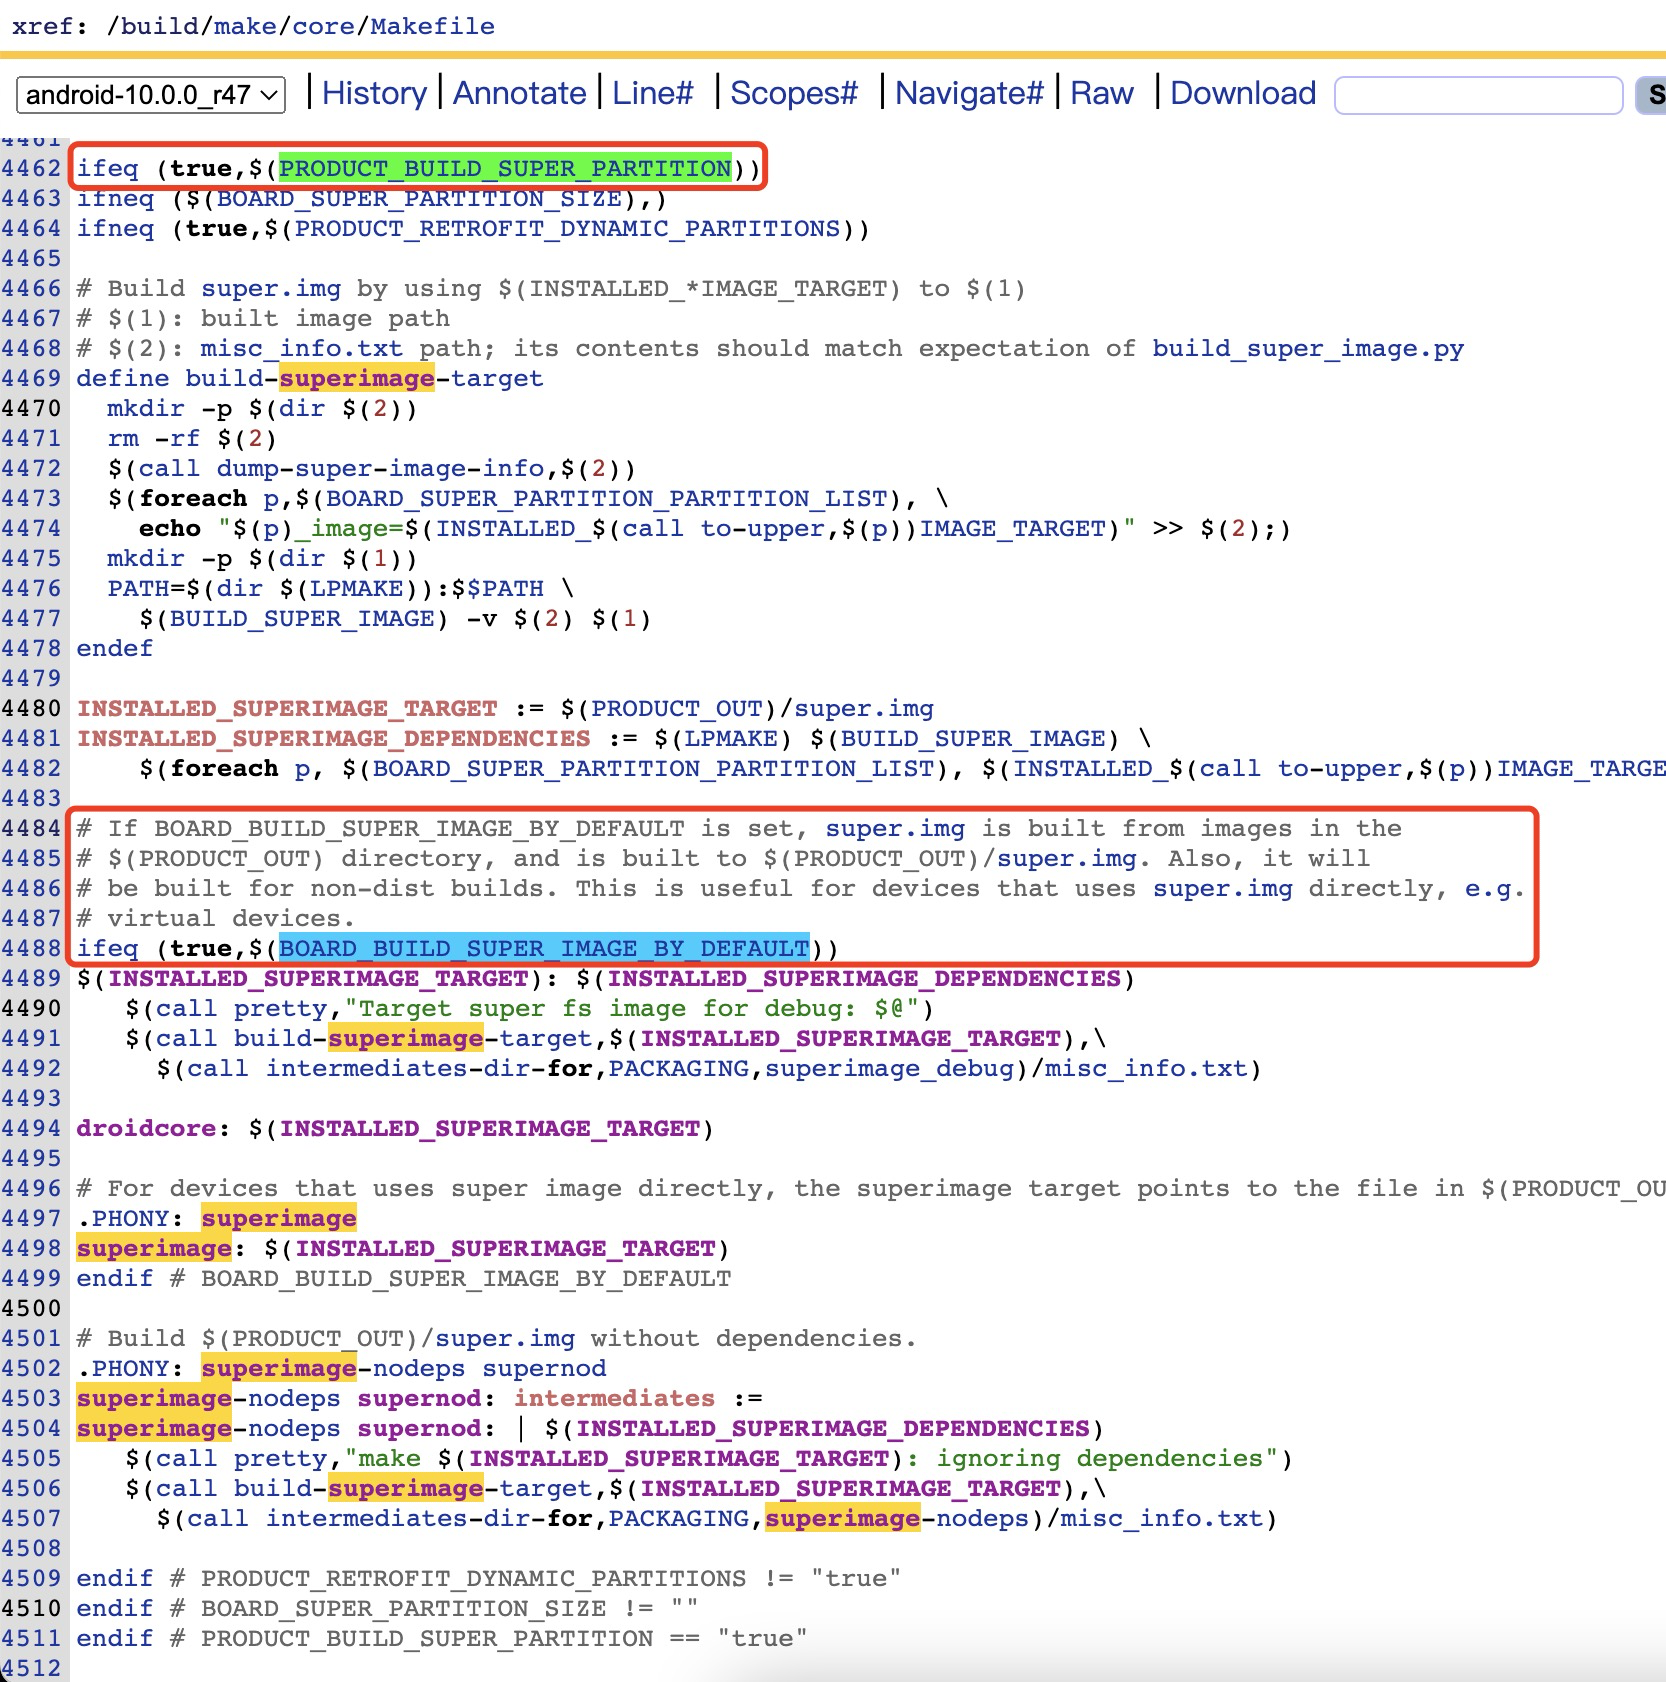 xref: /build/make/core/Makefile
android-10.0.0_r47 | History | Annotate | Line# | Scopes# | Navigate# | Raw | Download
4461
4462 ifeq (true,$(PRODUCT_BUILD_SUPER_PARTITION))
4463 ifneq ($(BOARD_SUPER_PARTITION_SIZE),)
4464 ifneq (true,$(PRODUCT_RETROFIT_DYNAMIC_PARTITIONS))
4465
4466 # Build super.img by using $(INSTALLED_*IMAGE_TARGET) to $(1)
4467 # $(1): built image path
4468 # $(2): misc_info.txt path; its contents should match expectation of build_super_image.py
4469 define build-superimage-target
4470   mkdir -p $(dir $(2))
4471   rm -rf $(2)
4472   $(call dump-super-image-info,$(2))
4473   $(foreach p,$(BOARD_SUPER_PARTITION_PARTITION_LIST), \
4474     echo "$(p)_image=$(INSTALLED_$(call to-upper,$(p))IMAGE_TARGET)" >> $(2);)
4475   mkdir -p $(dir $(1))
4476   PATH=$(dir $(LPMAKE)):$$PATH \
4477     $(BUILD_SUPER_IMAGE) -v $(2) $(1)
4478 endef
4479
4480 INSTALLED_SUPERIMAGE_TARGET := $(PRODUCT_OUT)/super.img
4481 INSTALLED_SUPERIMAGE_DEPENDENCIES := $(LPMAKE) $(BUILD_SUPER_IMAGE) \
4482     $(foreach p, $(BOARD_SUPER_PARTITION_PARTITION_LIST), $(INSTALLED_$(call to-upper,$(p))IMAGE_TARGE
4483
4484 # If BOARD_BUILD_SUPER_IMAGE_BY_DEFAULT is set, super.img is built from images in the
4485 # $(PRODUCT_OUT) directory, and is built to $(PRODUCT_OUT)/super.img. Also, it will
4486 # be built for non-dist builds. This is useful for devices that uses super.img directly, e.g.
4487 # virtual devices.
4488 ifeq (true,$(BOARD_BUILD_SUPER_IMAGE_BY_DEFAULT))
4489 $(INSTALLED_SUPERIMAGE_TARGET): $(INSTALLED_SUPERIMAGE_DEPENDENCIES)
4490    $(call pretty,"Target super fs image for debug: $@")
4491    $(call build-superimage-target,$(INSTALLED_SUPERIMAGE_TARGET),\
4492      $(call intermediates-dir-for,PACKAGING,superimage_debug)/misc_info.txt)
4493
4494 droidcore: $(INSTALLED_SUPERIMAGE_TARGET)
4495
4496 # For devices that uses super image directly, the superimage target points to the file in $(PRODUCT_OU
4497 .PHONY: superimage
4498 superimage: $(INSTALLED_SUPERIMAGE_TARGET)
4499 endif # BOARD_BUILD_SUPER_IMAGE_BY_DEFAULT
4500
4501 # Build $(PRODUCT_OUT)/super.img without dependencies.
4502 .PHONY: superimage-nodeps supernod
4503 superimage-nodeps supernod: intermediates :=
4504 superimage-nodeps supernod: | $(INSTALLED_SUPERIMAGE_DEPENDENCIES)
4505    $(call pretty,"make $(INSTALLED_SUPERIMAGE_TARGET): ignoring dependencies")
4506    $(call build-superimage-target,$(INSTALLED_SUPERIMAGE_TARGET),\
4507      $(call intermediates-dir-for,PACKAGING,superimage-nodeps)/misc_info.txt)
4508
4509 endif # PRODUCT_RETROFIT_DYNAMIC_PARTITIONS != "true"
4510 endif # BOARD_SUPER_PARTITION_SIZE != ""
4511 endif # PRODUCT_BUILD_SUPER_PARTITION == "true"
4512